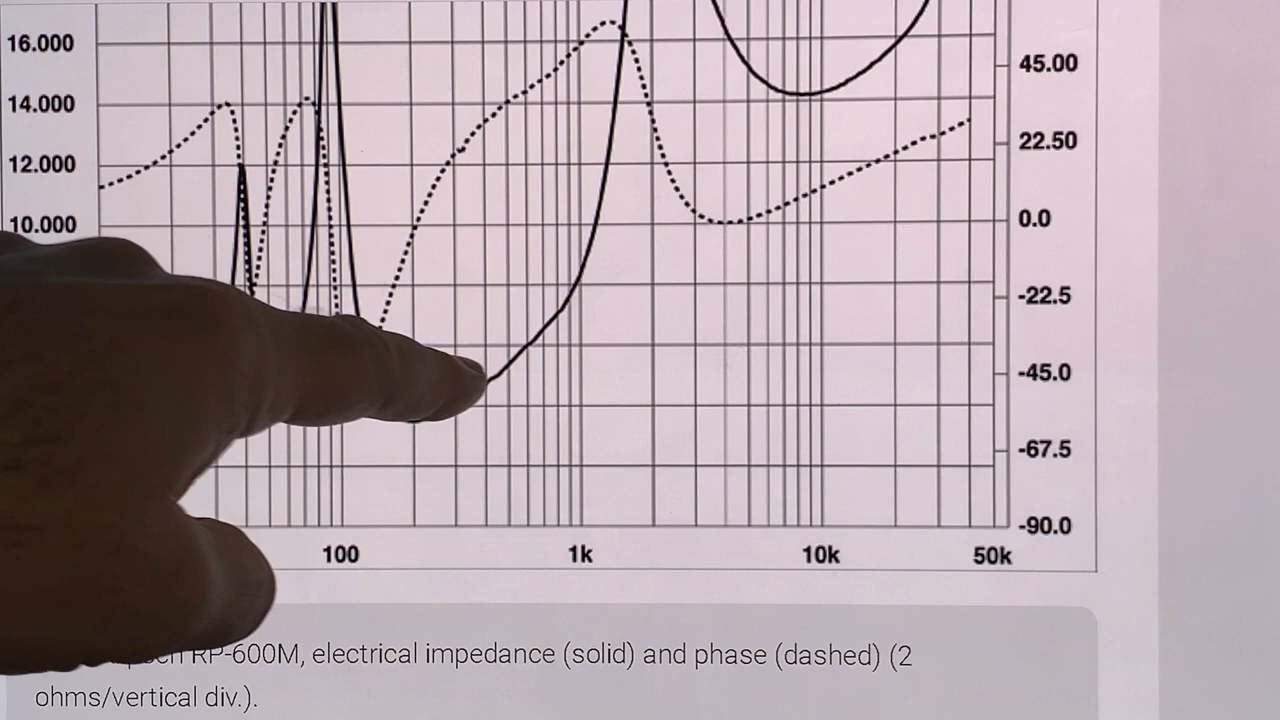 16.000
14.000
12.000
10.000
45.00
22.50
0.0
-22.5
-45.0
-67.5
-90.0
100
1k
10k
50k
RP-600M, electrical impedance (solid) and phase (dashed) (2
ohms/vertical div.).